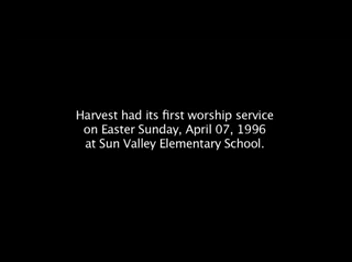 Harvest had its first worship service
on Easter Sunday, April 07, 1996
at Sun Valley Elementary School.